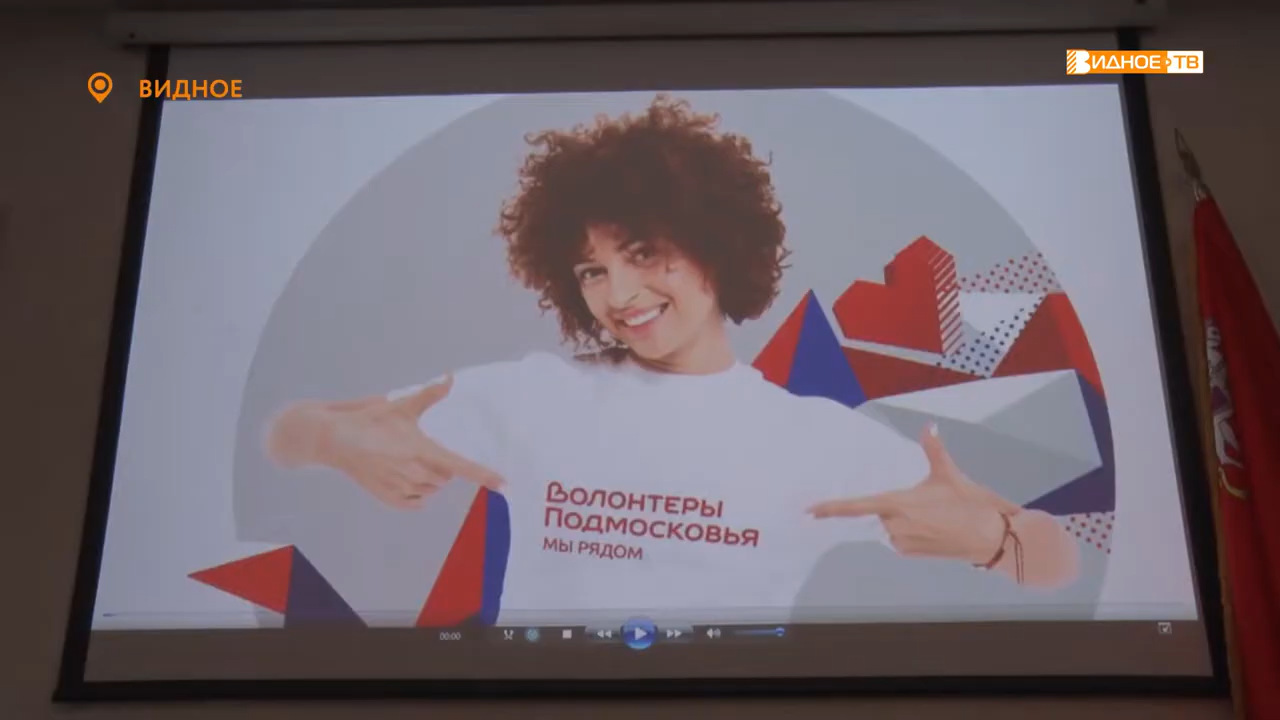 ВИДНОЕ
ВИДНОЕ ТВ
ВОЛОНТЕРЫ
ПОДМОСКОВЬЯ
МЫ РЯДОМ
00:00